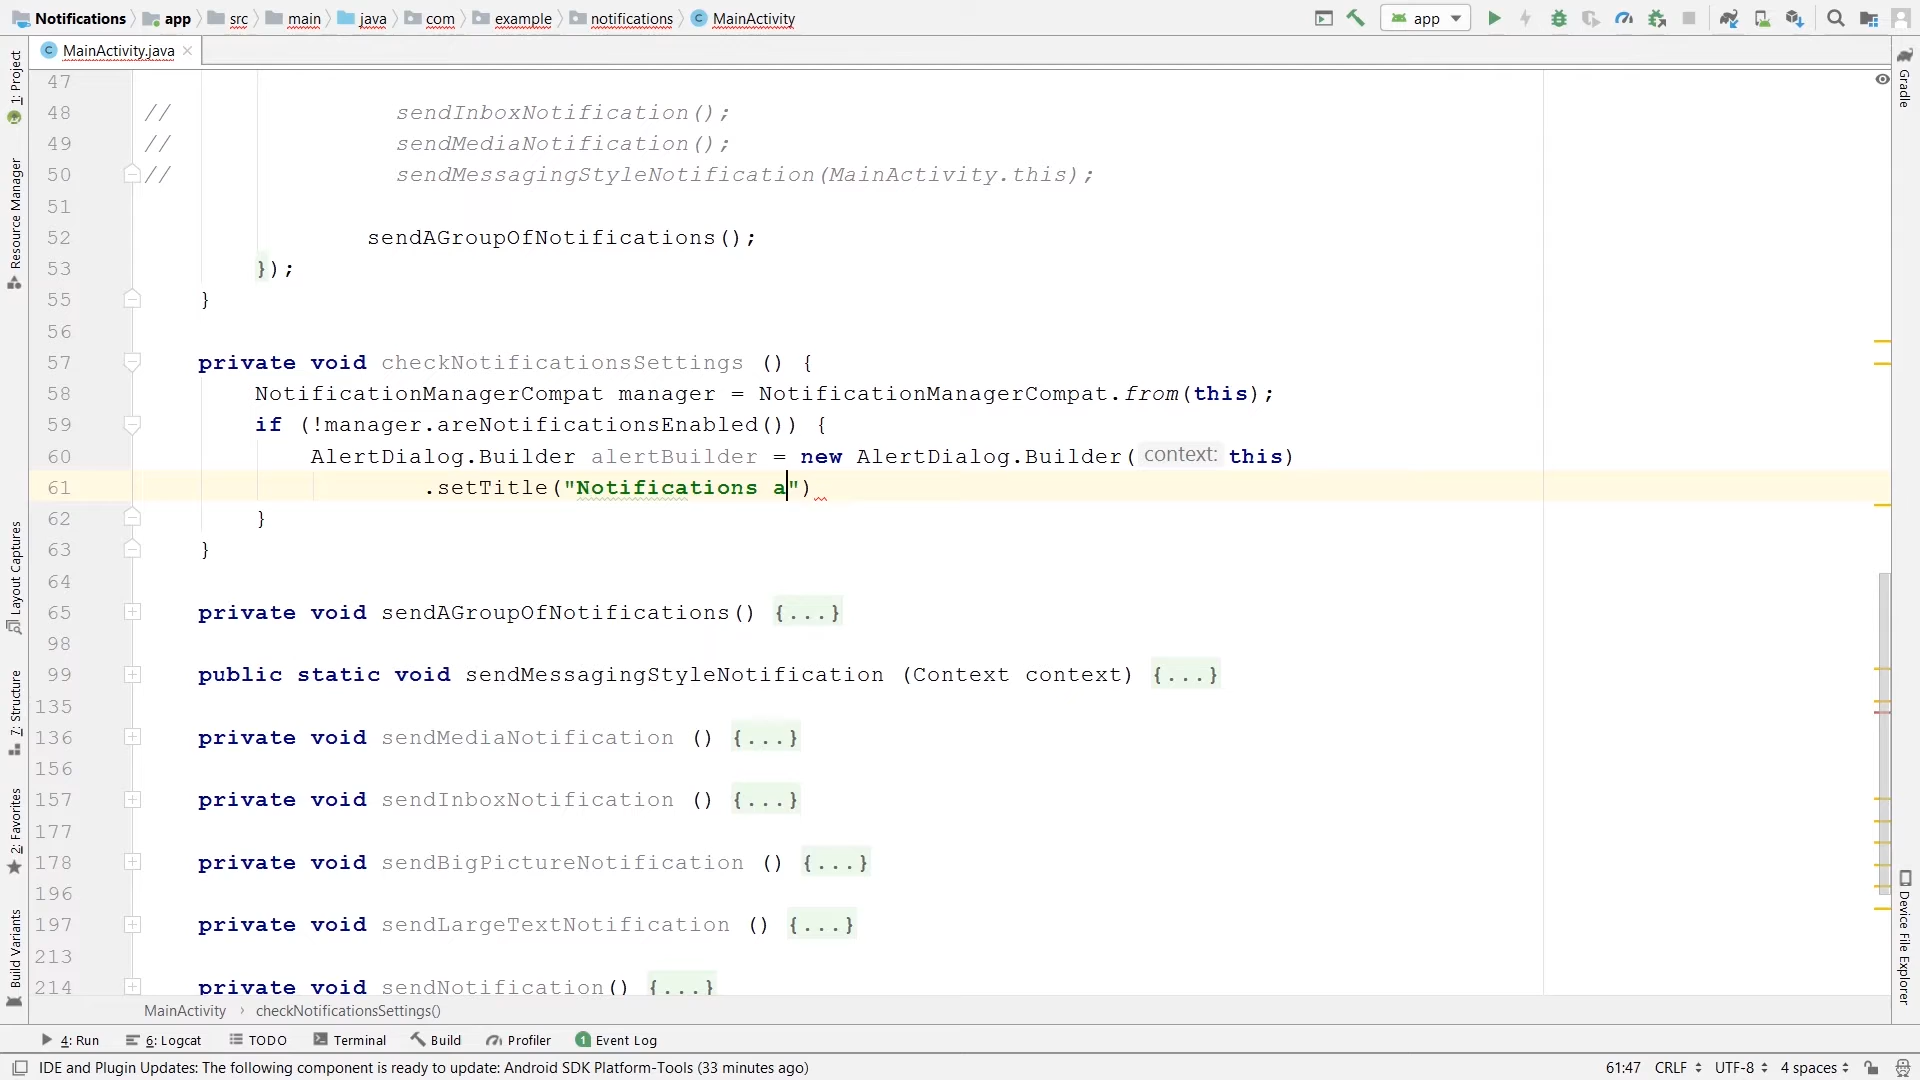 Notifications app src main java com example notifications MainActivity app
MainActivity.java
1: Project
Resource Manager
Layout Captures
7: Structure
2: Favorites
Build Variants
Gradle
Device File Explorer
47
48 // sendInboxNotification();
49 // sendMediaNotification();
50 // sendMessagingStyleNotification(MainActivity.this);
51
52 sendAGroupOfNotifications();
53 });
55 }
56
57 private void checkNotificationsSettings () {
58 NotificationManagerCompat manager = NotificationManagerCompat.from(this);
59 if (!manager.areNotificationsEnabled()) {
60 AlertDialog.Builder alertBuilder = new AlertDialog.Builder( context: this)
61 .setTitle("Notifications a")
62 }
63 }
64
65 private void sendAGroupOfNotifications() {...}
98
99 public static void sendMessagingStyleNotification (Context context) {...}
135
136 private void sendMediaNotification () {...}
156
157 private void sendInboxNotification () {...}
177
178 private void sendBigPictureNotification () {...}
196
197 private void sendLargeTextNotification () {...}
213
214 private void sendNotification() {...}
MainActivity › checkNotificationsSettings()
4: Run 6: Logcat TODO Terminal Build Profiler 1 Event Log
IDE and Plugin Updates: The following component is ready to update: Android SDK Platform-Tools (33 minutes ago) 61:47 CRLF UTF-8 4 spaces